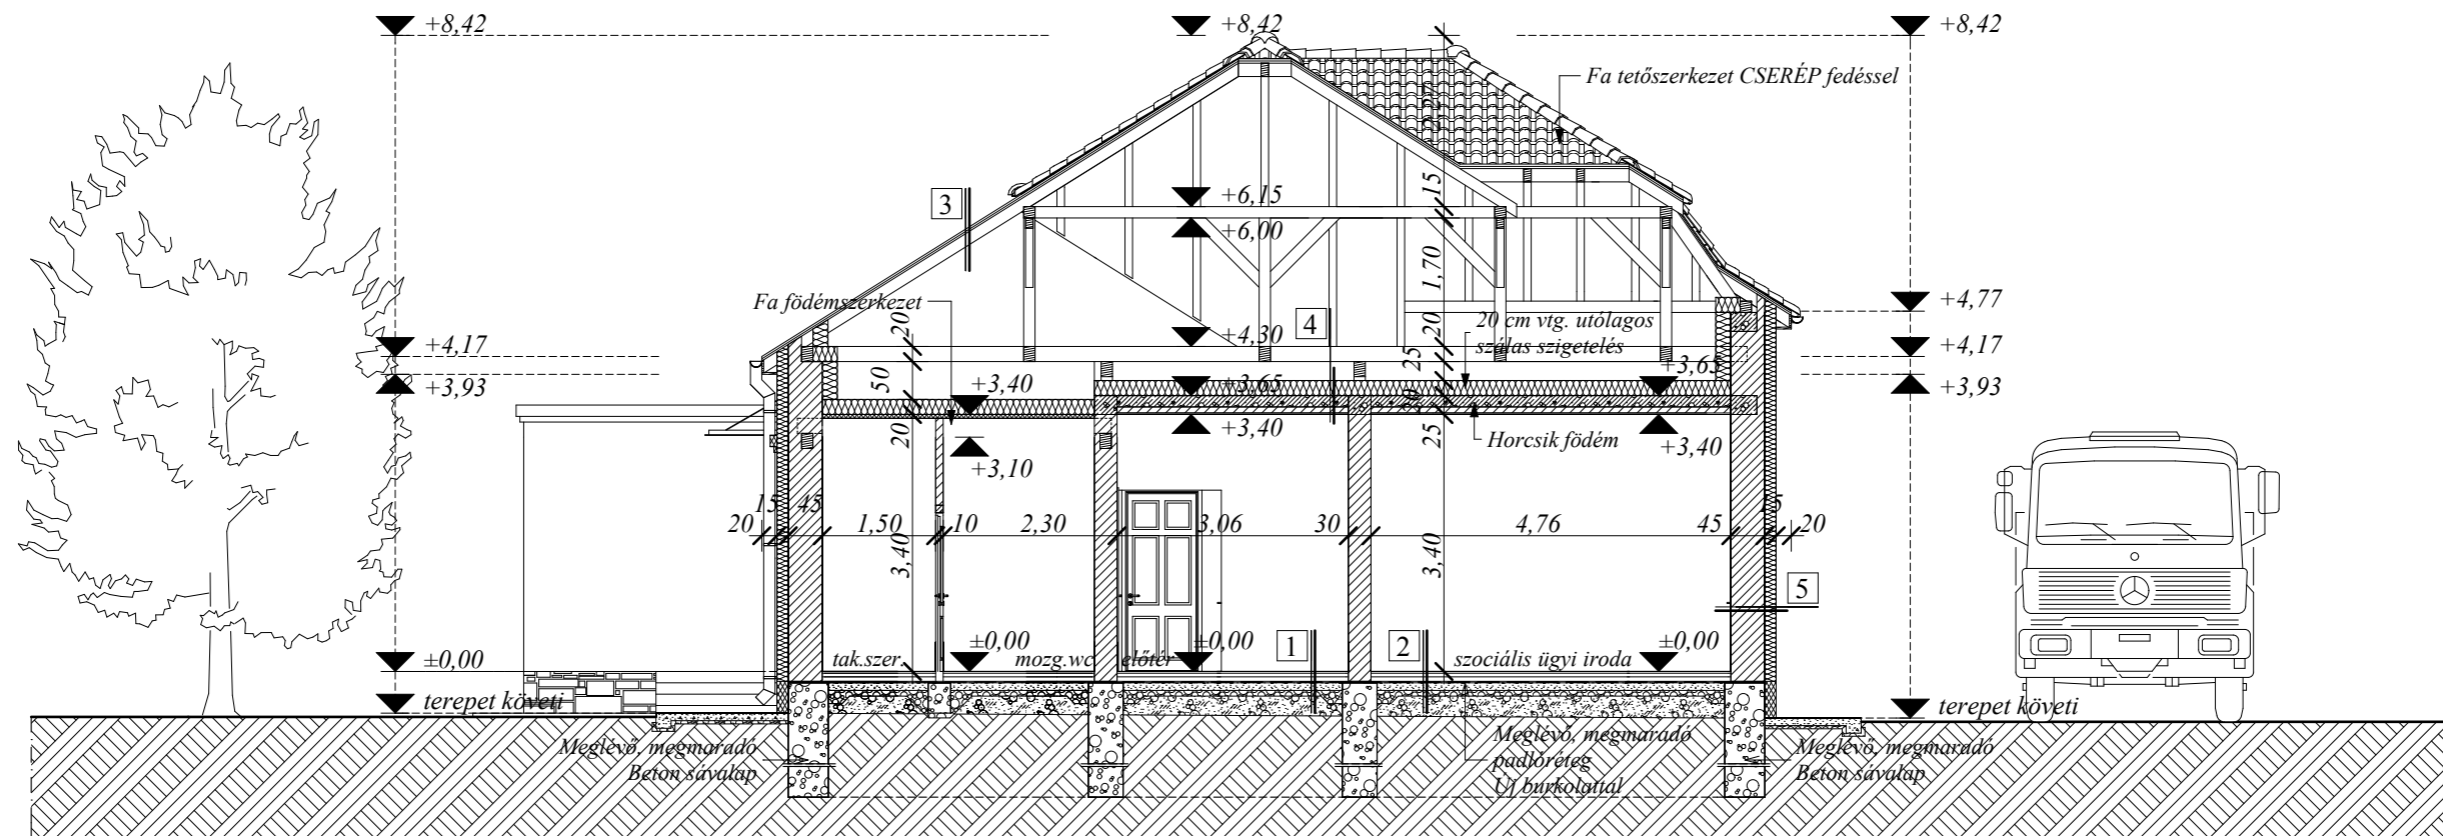 +8,42
+8,42
+8,42
Fa tetőszerkezet CSERÉP fedéssel
3
+6,15
15
+6,00
1,70
Fa födémszerkezet
+4,77
20
+4,30
4
20
20 cm vtg. utólagos
szálas szigetelés
+4,17
+4,17
25
+3,65
+3,65
50
+3,40
+3,93
+3,93
20
20
+3,40
25
Horcsik födém
+3,40
+3,10
15
45
15
20
1,50
10
2,30
3,06
30
4,76
45
20
3,40
3,40
5
±0,00
±0,00
±0,00
1
2
±0,00
tak.szer.
mozg.wc
előtér
szociális ügyi iroda
terepet követi
terepet követi
Meglévő, megmaradó
Beton sávalap
Meglévő, megmaradó
padlóréteg
Új burkolattal
Meglévő, megmaradó
Beton sávalap